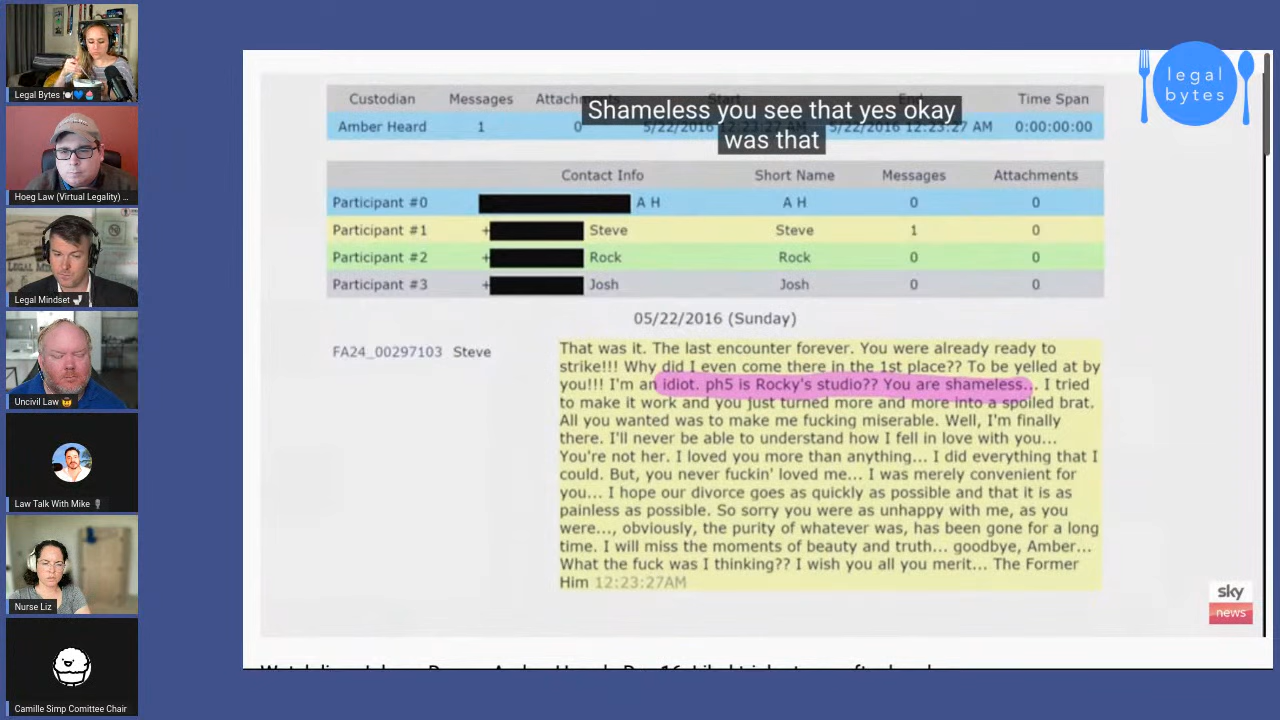 Legal Bytes
Hoeg Law (Virtual Legality) ...
Legal Mindset
Uncivil Law
Law Talk With Mike
Nurse Liz
Camille Simp Comittee Chair
legal
bytes
Custodian Messages Time Span
Shameless you see that yes okay
was that
Amber Heard 1 0 5/22/2016 12:23:27 AM 0:00:00:00
Contact Info Short Name Messages Attachments
Participant #0 A H A H 0 0
Participant #1 + Steve Steve 1 0
Participant #2 + Rock Rock 0 0
Participant #3 + Josh Josh 0 0
05/22/2016 (Sunday)
FA24_00297103 Steve
That was it. The last encounter forever. You were already ready to
strike!!! Why did I even come there in the 1st place?? To be yelled at by
you!!! I'm an idiot. ph5 is Rocky's studio?? You are shameless... I tried
to make it work and you just turned more and more into a spoiled brat.
All you wanted was to make me fucking miserable. Well, I'm finally
there. I'll never be able to understand how I fell in love with you...
You're not her. I loved you more than anything... I did everything that I
could. But, you never fuckin' loved me... I was merely convenient for
you... I hope our divorce goes as quickly as possible and that it is as
painless as possible. So sorry you were as unhappy with me, as you
were..., obviously, the purity of whatever was, has been gone for a long
time. I will miss the moments of beauty and truth... goodbye, Amber...
What the fuck was I thinking?? I wish you all you merit... The Former
Him 12:23:27AM
sky
news